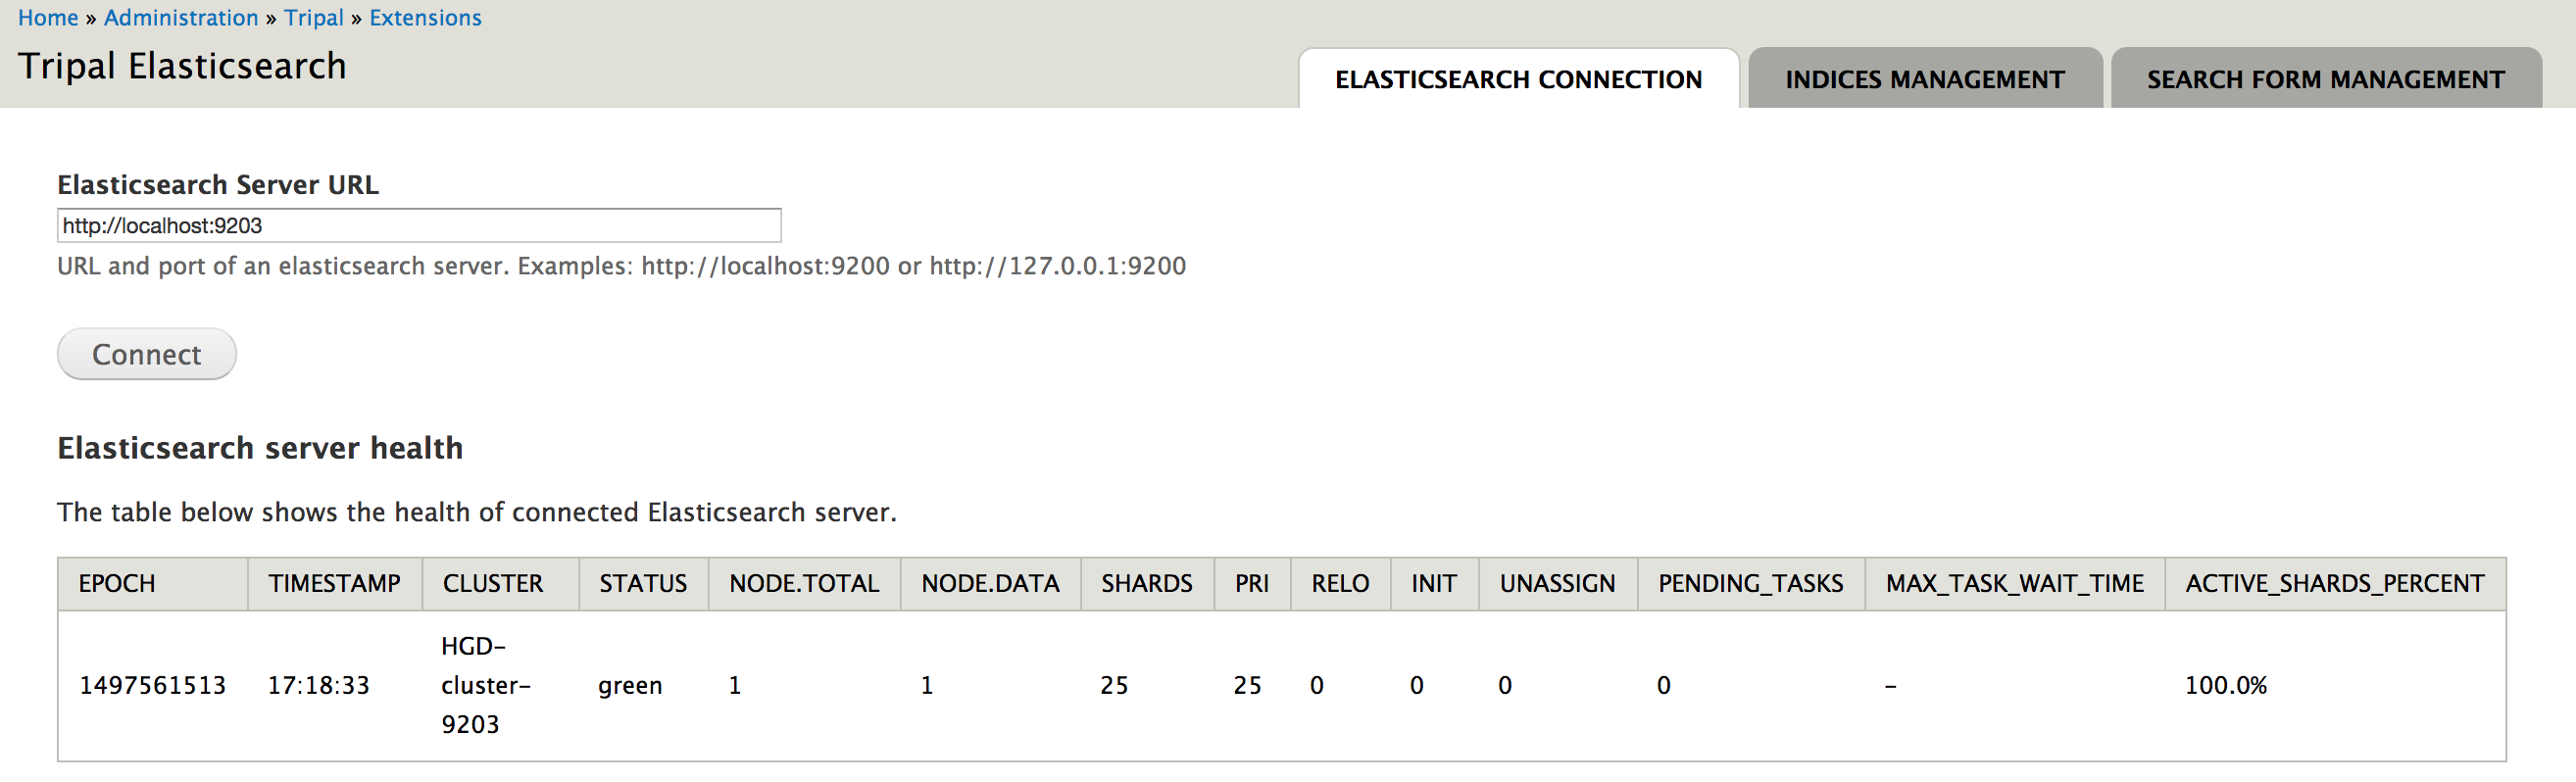 Home » Administration » Tripal » Extensions
Tripal Elasticsearch
ELASTICSEARCH CONNECTION INDICES MANAGEMENT SEARCH FORM MANAGEMENT
Elasticsearch Server URL
http://localhost:9203
URL and port of an elasticsearch server. Examples: http://localhost:9200 or http://127.0.0.1:9200
Connect
Elasticsearch server health
The table below shows the health of connected Elasticsearch server.
EPOCH TIMESTAMP CLUSTER STATUS NODE.TOTAL NODE.DATA SHARDS PRI RELO INIT UNASSIGN PENDING_TASKS MAX_TASK_WAIT_TIME ACTIVE_SHARDS_PERCENT
HGD-
1497561513 17:18:33 cluster- green 1 1 25 25 0 0 0 0 - 100.0%
9203